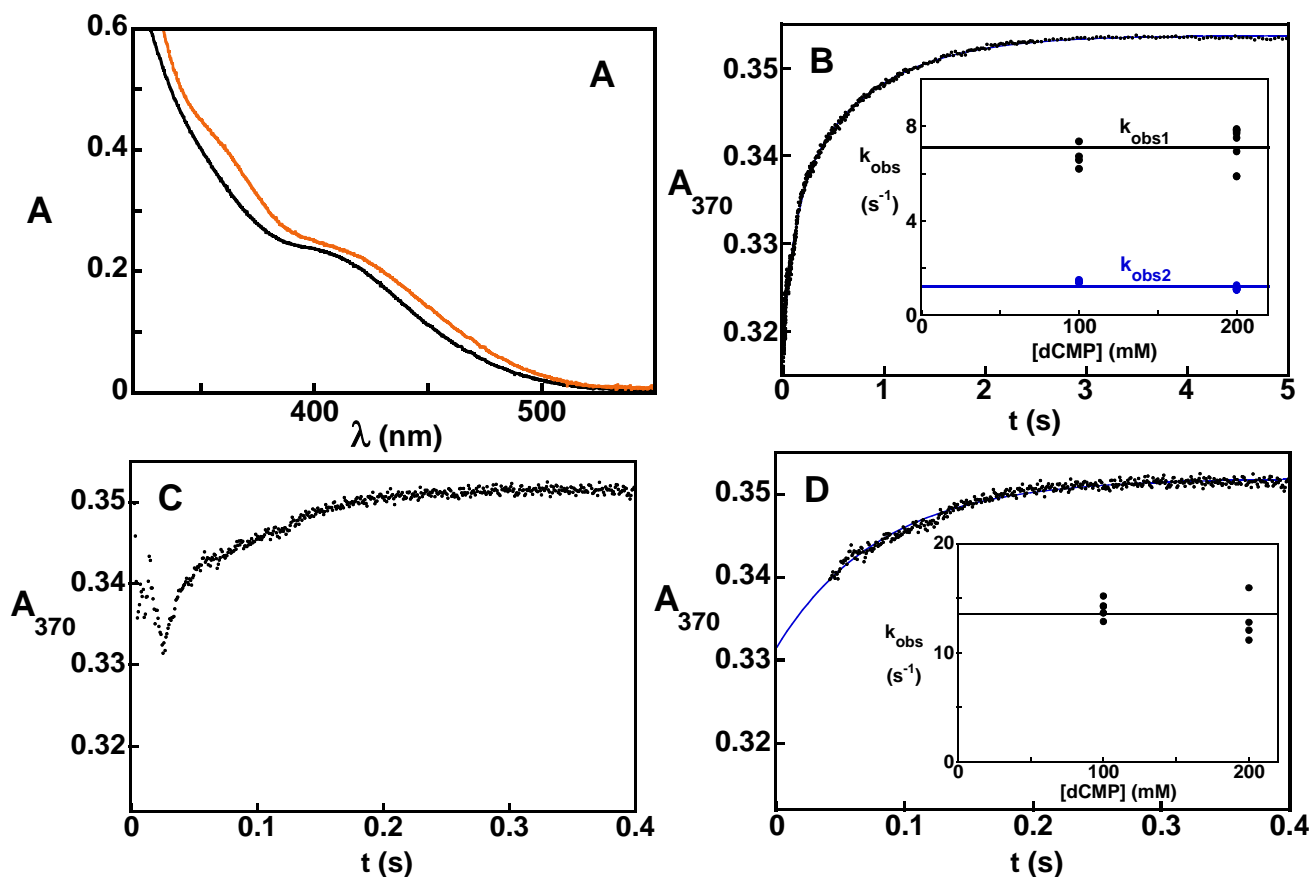 A
A
0.6
0.4
0.2
0
400
500
λ (nm)
B
A370
0.35
0.34
0.33
0.32
0
1
2
3
4
5
t (s)
kobs
(s-1)
8
4
0
kobs1
kobs2
0
100
200
[dCMP] (mM)
C
A370
0.35
0.34
0.33
0.32
0
0.1
0.2
0.3
0.4
t (s)
D
A370
0.35
0.34
0.33
0.32
0
0.1
0.2
0.3
0.4
t (s)
kobs
(s-1)
20
10
0
0
100
200
[dCMP] (mM)